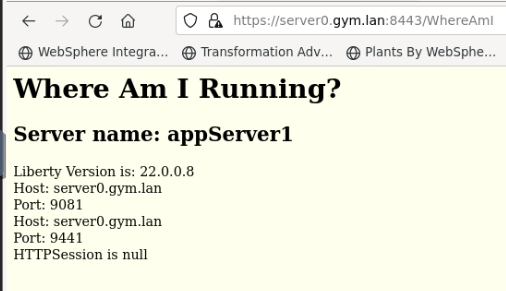 https://server0.gym.lan:8443/WhereAmI
WebSphere Integra... Transformation Adv... Plants By WebSphe...
Where Am I Running?
Server name: appServer1
Liberty Version is: 22.0.0.8
Host: server0.gym.lan
Port: 9081
Host: server0.gym.lan
Port: 9441
HTTPSession is null